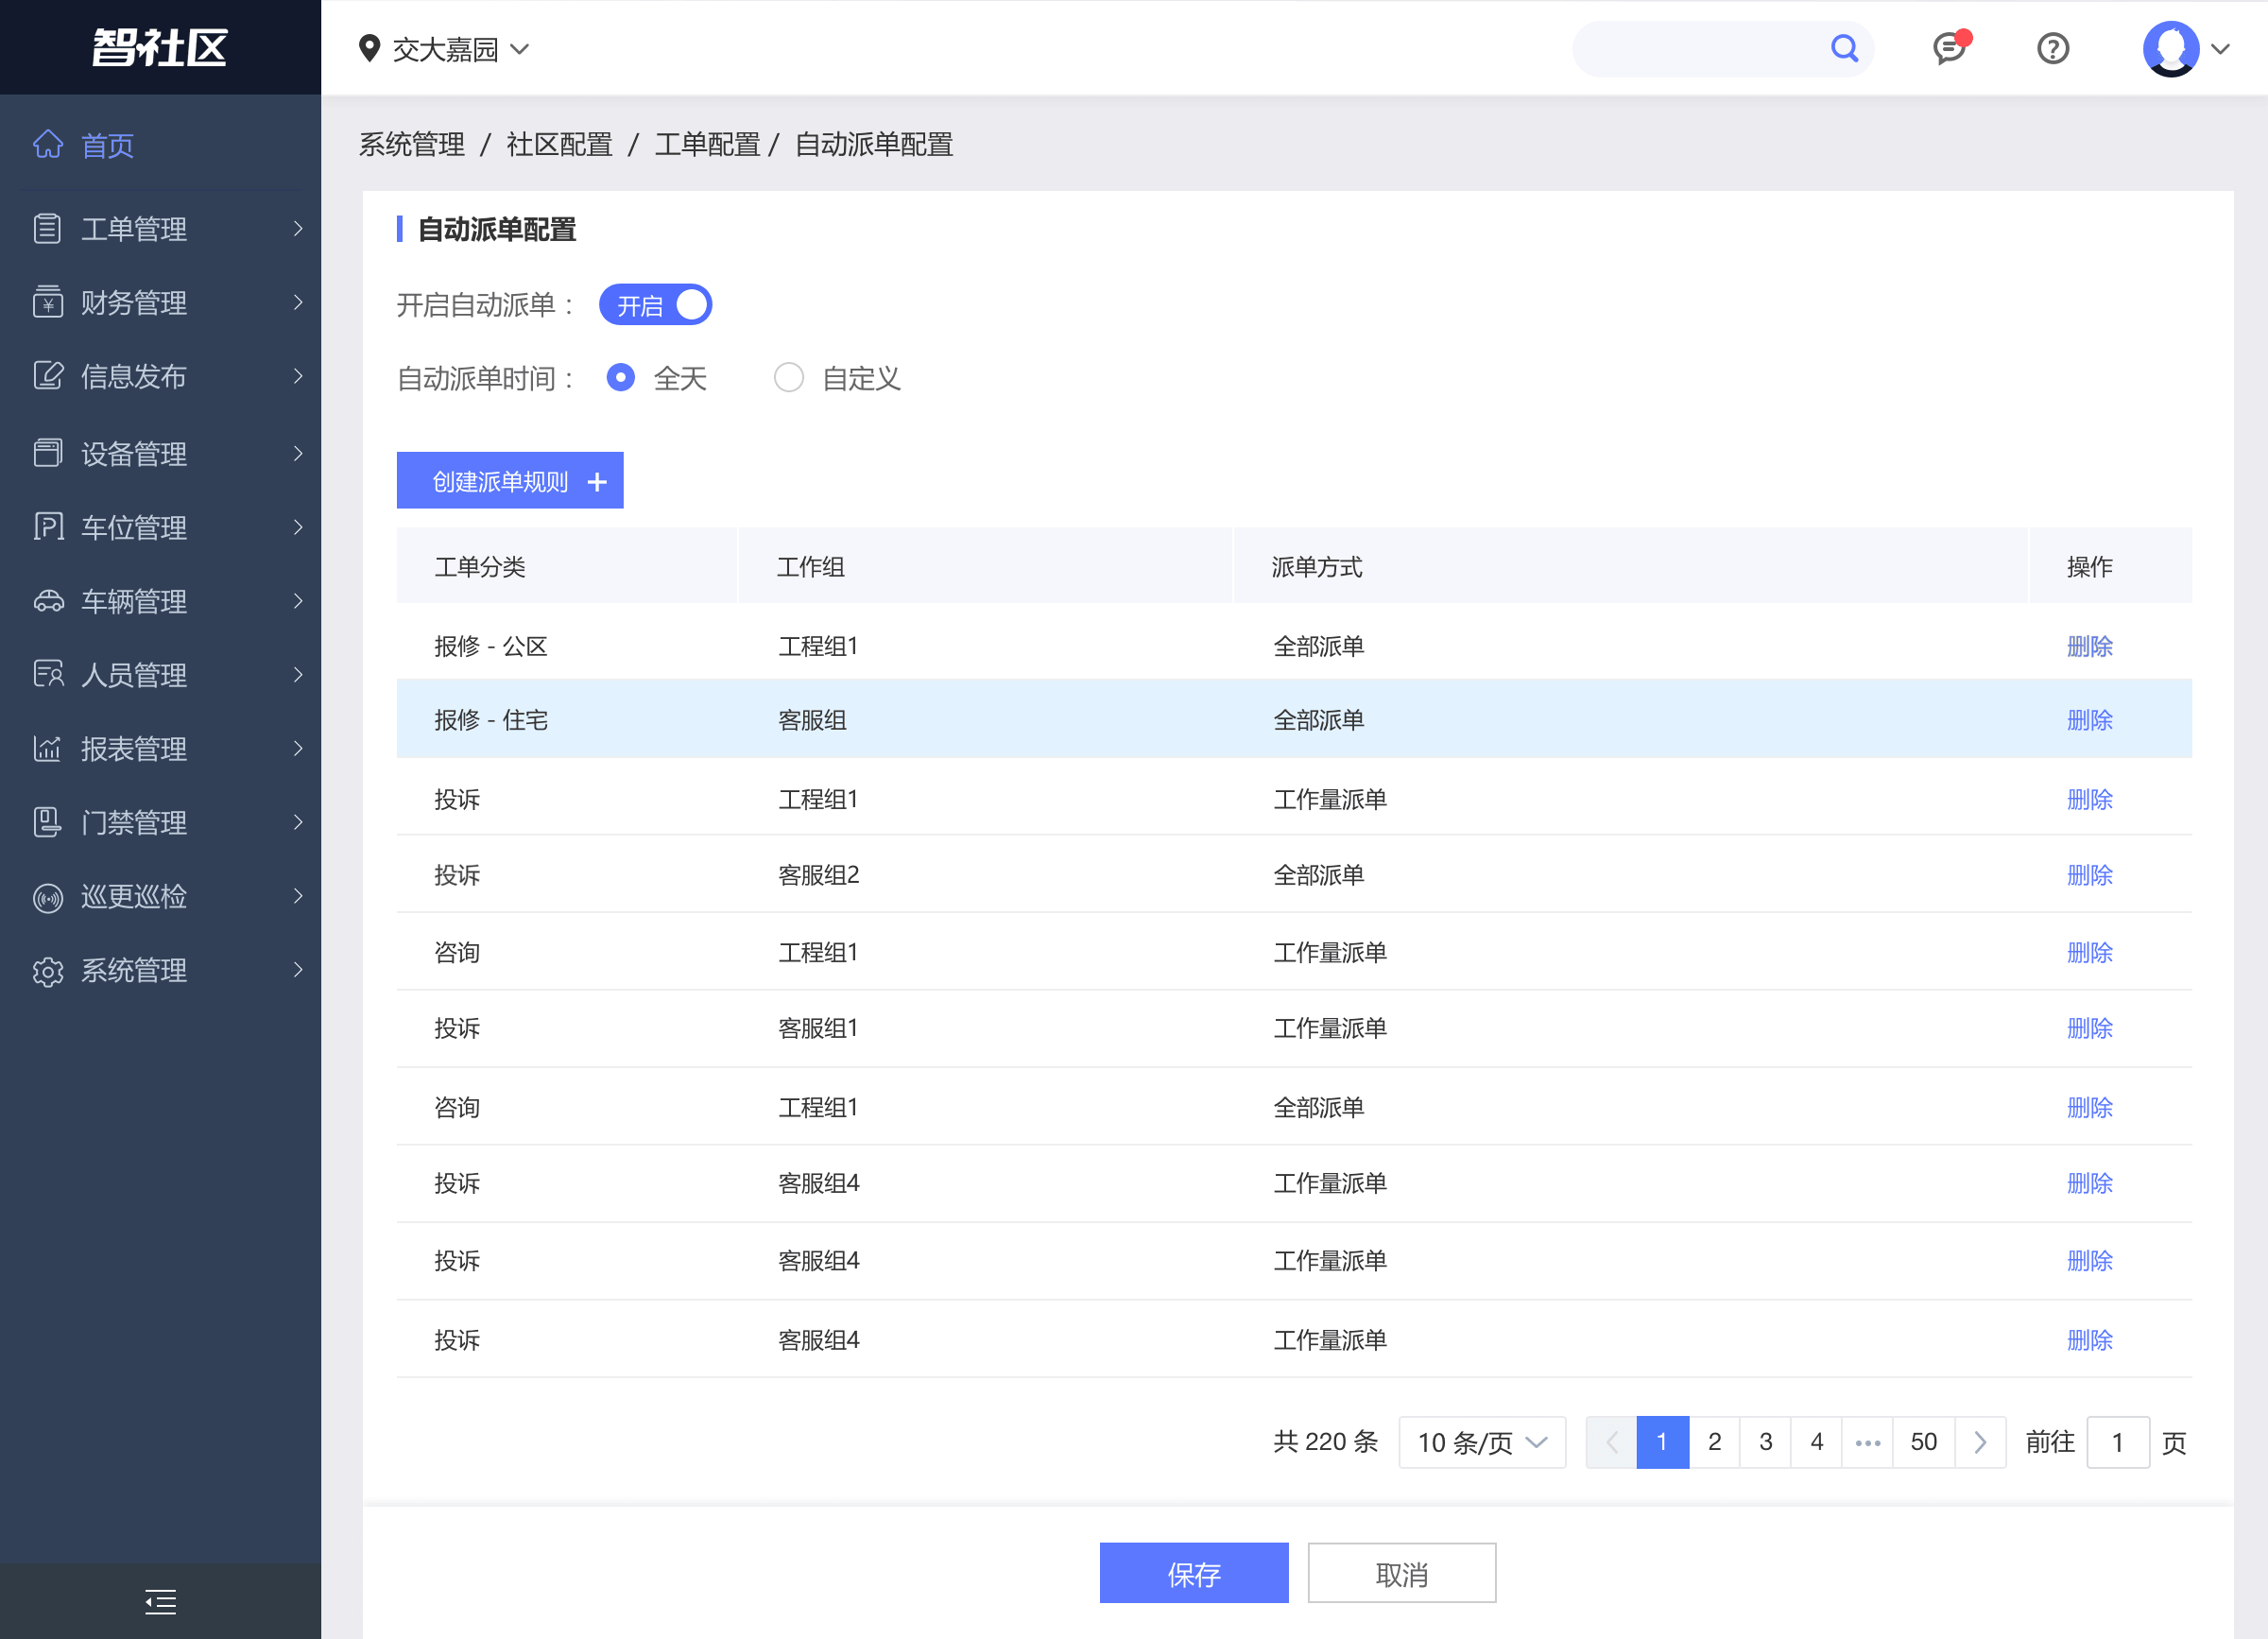 智社区
交大嘉园
首页
工单管理
财务管理
信息发布
设备管理
车位管理
车辆管理
人员管理
报表管理
门禁管理
巡更巡检
系统管理
系统管理 / 社区配置 / 工单配置 / 自动派单配置
自动派单配置
开启自动派单： 开启
自动派单时间： 全天 自定义
创建派单规则 +
工单分类 工作组 派单方式 操作
报修 - 公区 工程组1 全部派单 删除
报修 - 住宅 客服组 全部派单 删除
投诉 工程组1 工作量派单 删除
投诉 客服组2 全部派单 删除
咨询 工程组1 工作量派单 删除
投诉 客服组1 工作量派单 删除
咨询 工程组1 全部派单 删除
投诉 客服组4 工作量派单 删除
投诉 客服组4 工作量派单 删除
投诉 客服组4 工作量派单 删除
共 220 条 10 条/页 1 2 3 4 ••• 50 前往 1 页
保存 取消